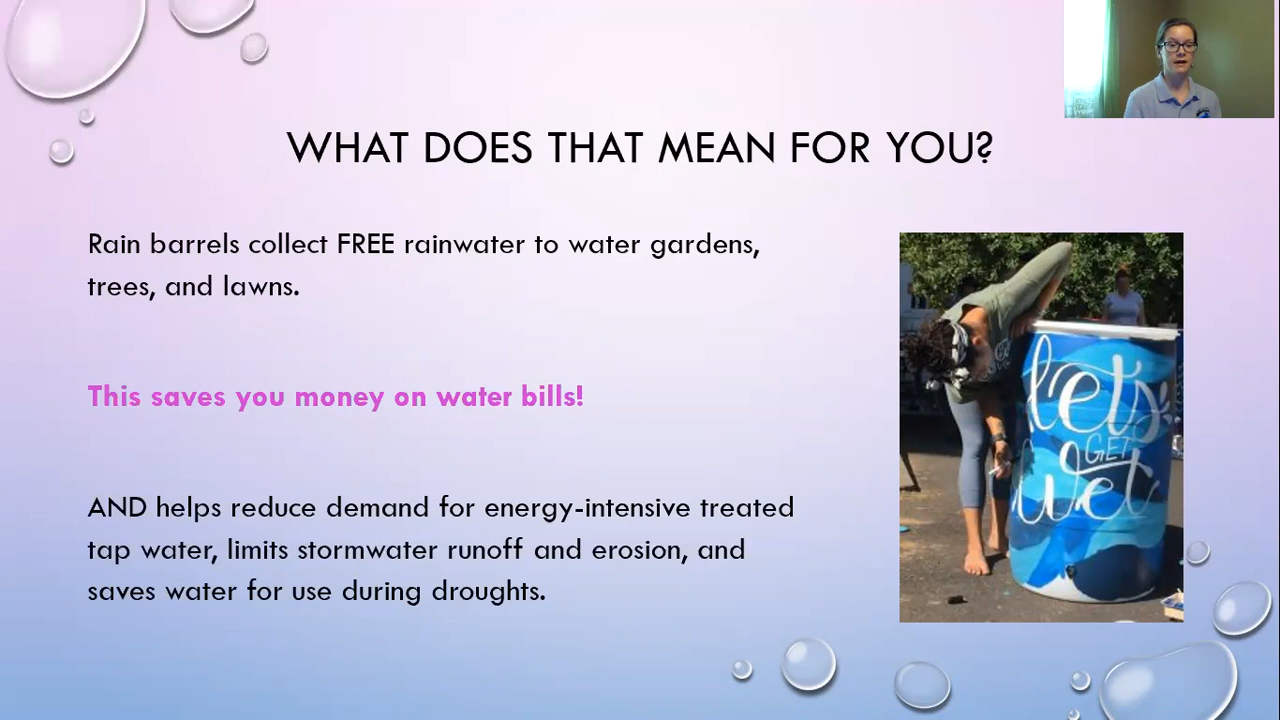 WHAT DOES THAT MEAN FOR YOU?
Rain barrels collect FREE rainwater to water gardens,
trees, and lawns.
This saves you money on water bills!
AND helps reduce demand for energy-intensive treated
tap water, limits stormwater runoff and erosion, and
saves water for use during droughts.
let's
GET
wet